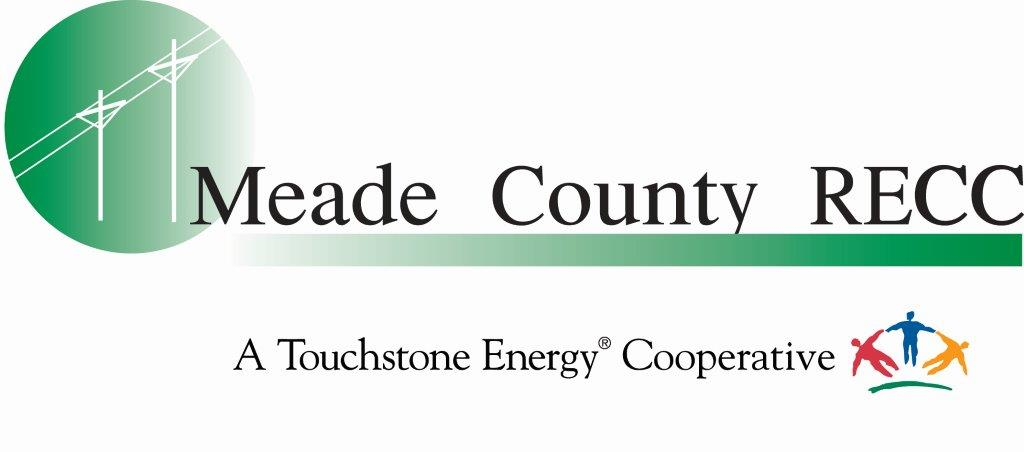 Meade County RECC
A Touchstone Energy® Cooperative